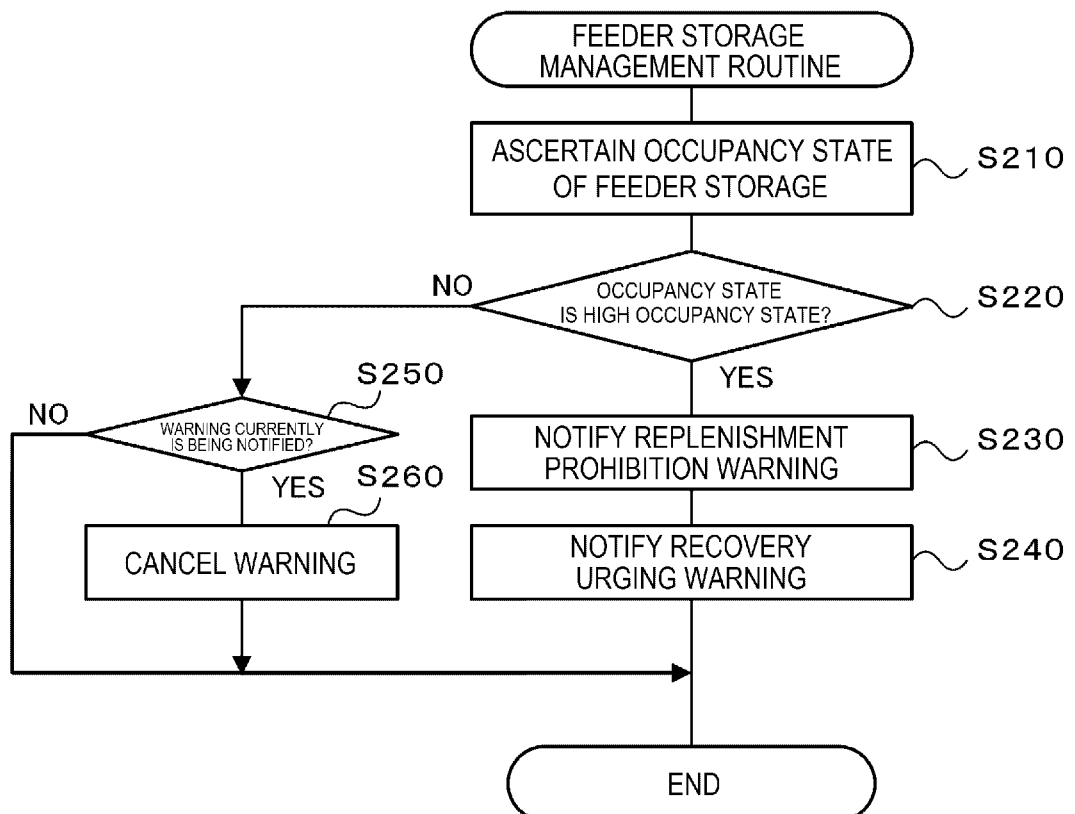 FEEDER STORAGE
MANAGEMENT ROUTINE
ASCERTAIN OCCUPANCY STATE
OF FEEDER STORAGE
S210
OCCUPANCY STATE
IS HIGH OCCUPANCY STATE?
S220
NO
YES
S250
NO
WARNING CURRENTLY
IS BEING NOTIFIED?
YES
S260
CANCEL WARNING
NOTIFY REPLENISHMENT
PROHIBITION WARNING
S230
NOTIFY RECOVERY
URGING WARNING
S240
END